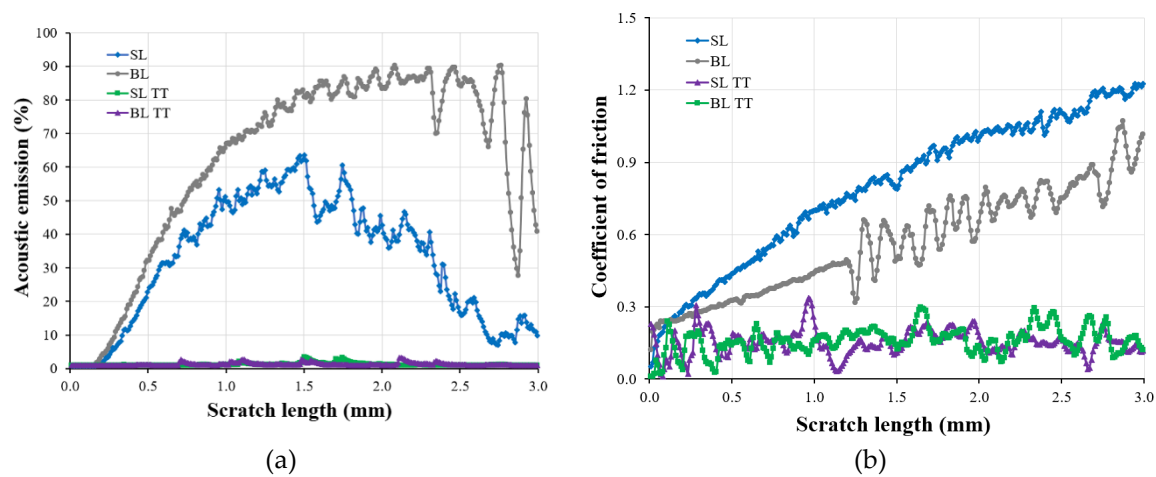 100
90
80
70
60
50
40
30
20
10
0
Acoustic emission (%)
SL
BL
SL TT
BL TT
0.0 0.5 1.0 1.5 2.0 2.5 3.0
Scratch length (mm)
(a)
1.5
1.2
0.9
0.6
0.3
0.0
Coefficient of friction
SL
BL
SL TT
BL TT
0.0 0.5 1.0 1.5 2.0 2.5 3.0
Scratch length (mm)
(b)